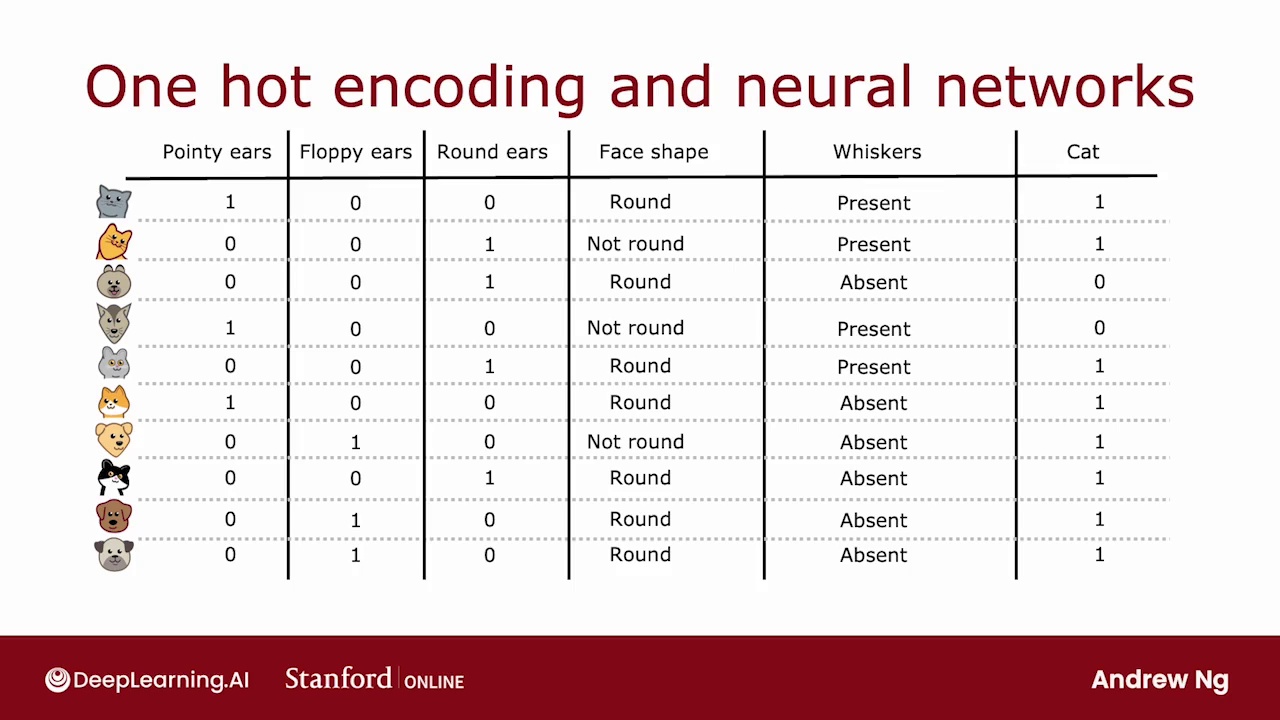 One hot encoding and neural networks
Pointy ears Floppy ears Round ears Face shape Whiskers Cat
1 0 0 Round Present 1
0 0 1 Not round Present 1
0 0 1 Round Absent 0
1 0 0 Not round Present 0
0 0 1 Round Present 1
1 0 0 Round Absent 1
0 1 0 Not round Absent 1
0 0 1 Round Absent 1
0 1 0 Round Absent 1
0 1 0 Round Absent 1
DeepLearning.AI Stanford ONLINE Andrew Ng